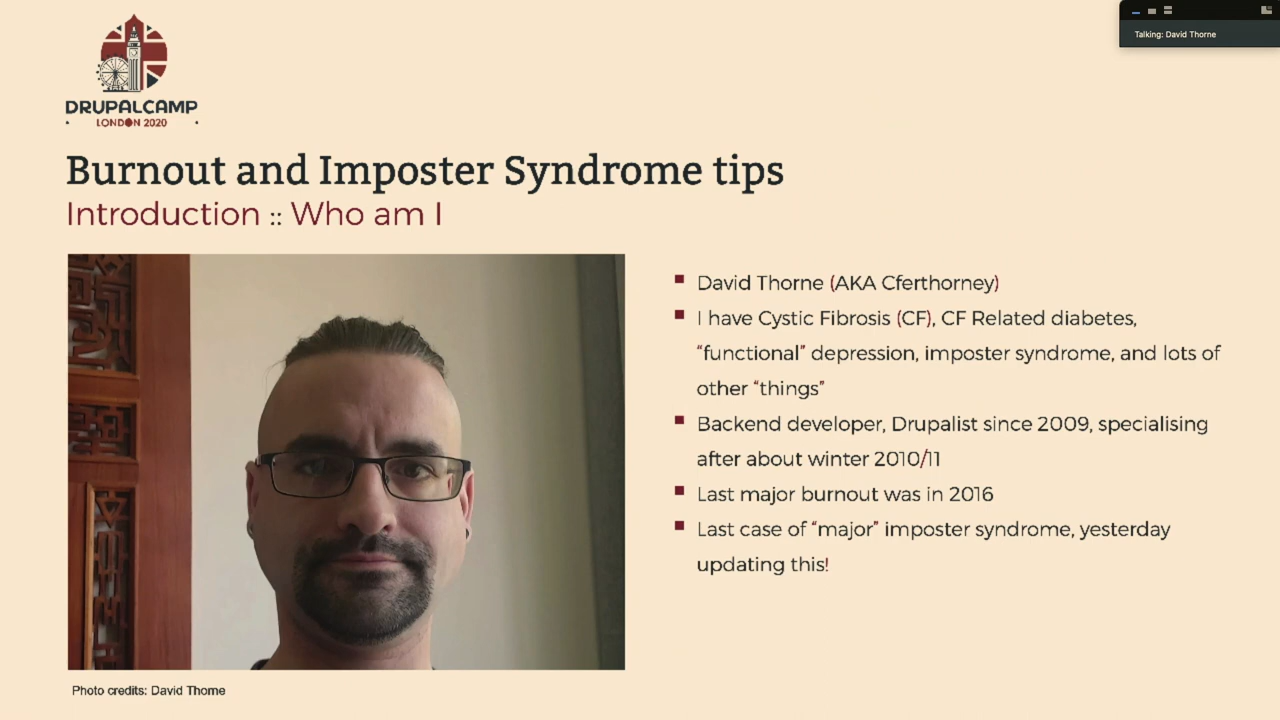 Talking: David Thorne
DRUPALCAMP
LONDON 2020
Burnout and Imposter Syndrome tips
Introduction :: Who am I
David Thorne (AKA Cferthorney)
I have Cystic Fibrosis (CF), CF Related diabetes,
“functional” depression, imposter syndrome, and lots of
other “things”
Backend developer, Drupalist since 2009, specialising
after about winter 2010/11
Last major burnout was in 2016
Last case of “major” imposter syndrome, yesterday
updating this!
Photo credits: David Thorne